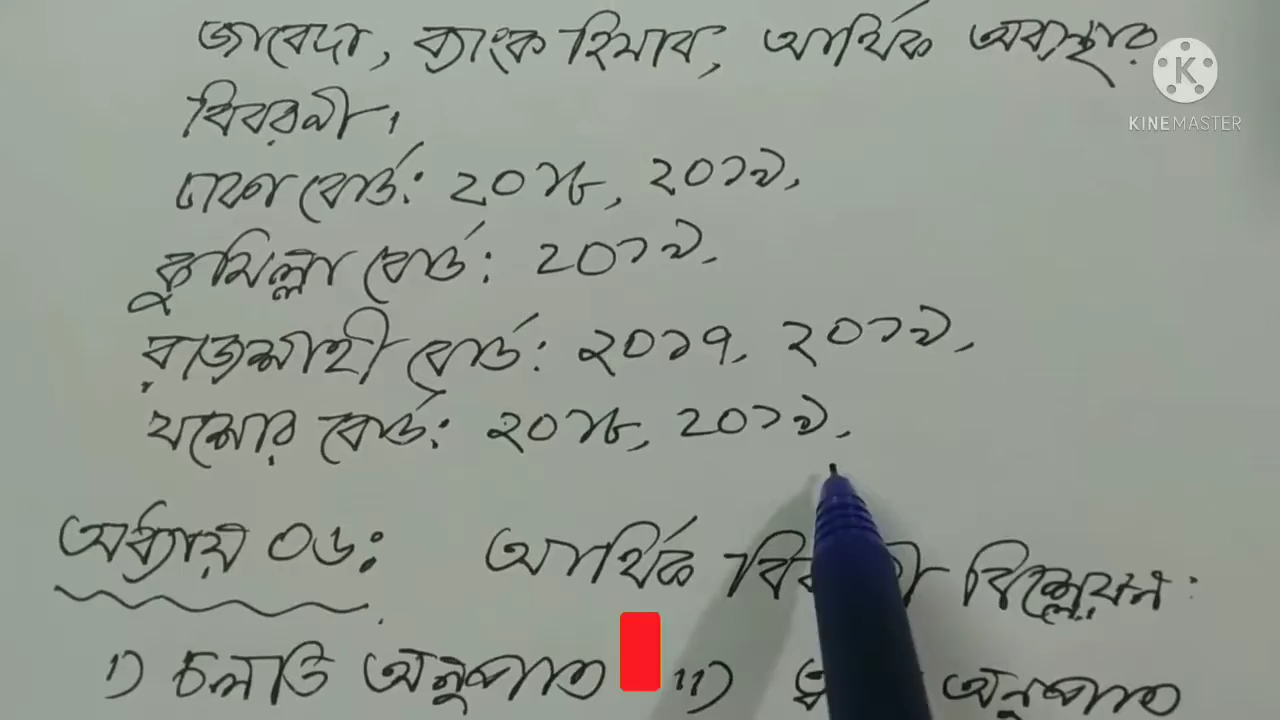 জাবেদা, ব্যাংক হিসাব, আর্থিক অবস্থার
বিবরণী।
ঢাকা বোর্ড: ২০১৮, ২০১৯,
কুমিল্লা বোর্ড: ২০১৯,
রাজশাহী বোর্ড: ২০১৭, ২০১৯,
যশোর বোর্ড: ২০১৮, ২০১৯,
অধ্যায় ০৬: আর্থিক বিশ্লেষণ:
i) চলতি অনুপাত ii) অনুপাত
K
KINEMASTER